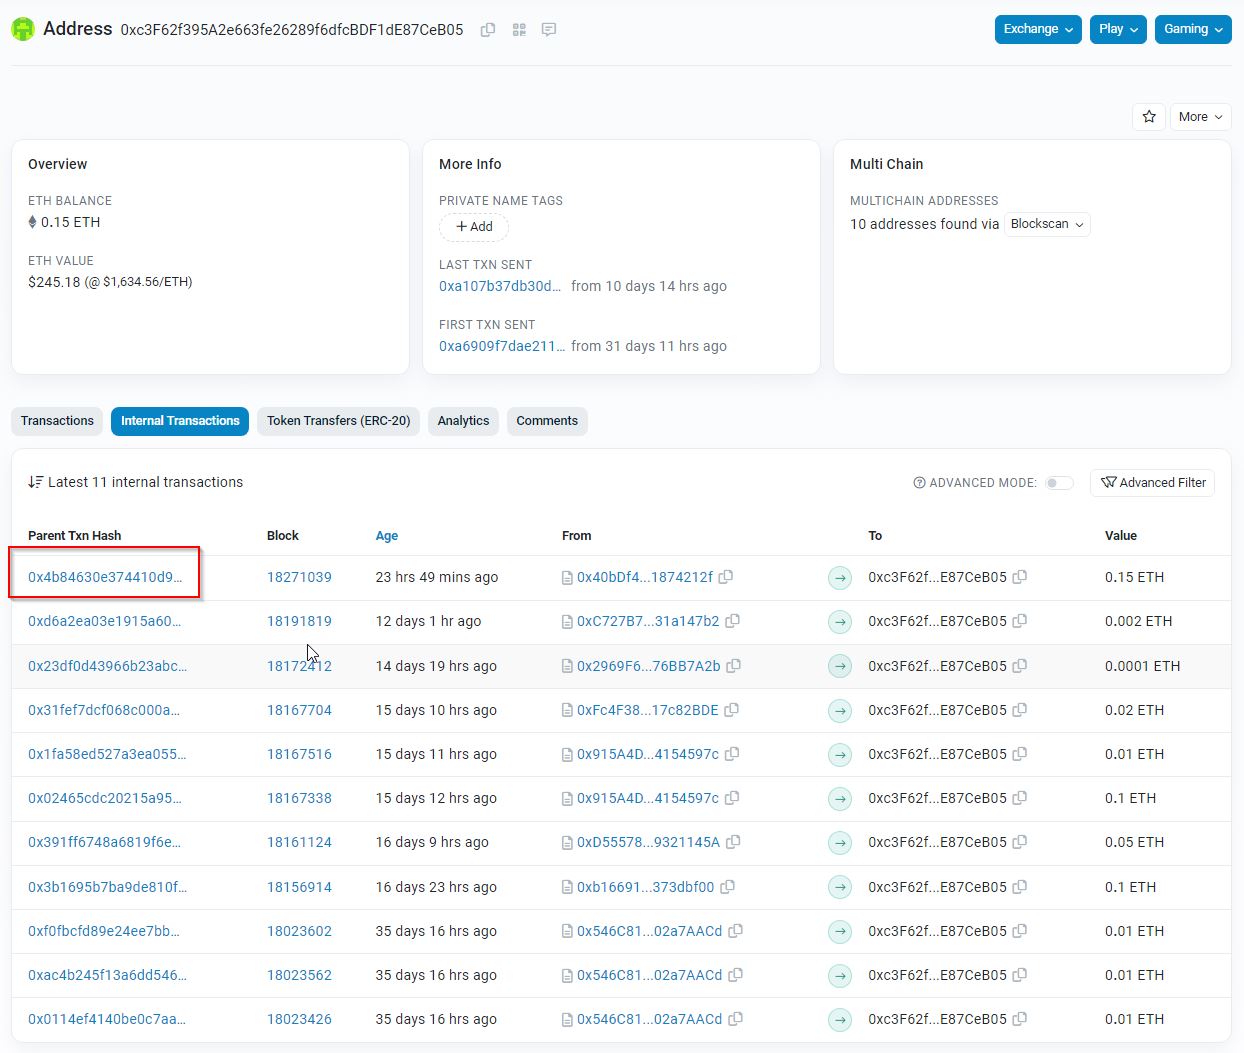 Address 0xc3F62f395A2e663fe26289f6dfcBDF1dE87CeB05
Exchange Play Gaming
More
Overview
ETH BALANCE
0.15 ETH
ETH VALUE
$245.18 (@ $1,634.56/ETH)
More Info
PRIVATE NAME TAGS
+ Add
LAST TXN SENT
0xa107b37db30d... from 10 days 14 hrs ago
FIRST TXN SENT
0xa6909f7dae211... from 31 days 11 hrs ago
Multi Chain
MULTICHAIN ADDRESSES
10 addresses found via Blockscan
Transactions Internal Transactions Token Transfers (ERC-20) Analytics Comments
Latest 11 internal transactions
ADVANCED MODE: Advanced Filter
Parent Txn Hash Block Age From To Value
0x4b84630e374410d9... 18271039 23 hrs 49 mins ago 0x40bDf4...1874212f 0xc3F62f...E87CeB05 0.15 ETH
0xd6a2ea03e1915a60... 18191819 12 days 1 hr ago 0xC727B7...31a147b2 0xc3F62f...E87CeB05 0.002 ETH
0x23df0d43966b23abc... 18172412 14 days 19 hrs ago 0x2969F6...76BB7A2b 0xc3F62f...E87CeB05 0.0001 ETH
0x31fef7dcf068c000a... 18167704 15 days 10 hrs ago 0xFc4F38...17c82BDE 0xc3F62f...E87CeB05 0.02 ETH
0x1fa58ed527a3ea055... 18167516 15 days 11 hrs ago 0x915A4D...4154597c 0xc3F62f...E87CeB05 0.01 ETH
0x02465cdc20215a95... 18167338 15 days 12 hrs ago 0x915A4D...4154597c 0xc3F62f...E87CeB05 0.1 ETH
0x391ff6748a6819f6e... 18161124 16 days 9 hrs ago 0xD55578...9321145A 0xc3F62f...E87CeB05 0.05 ETH
0x3b1695b7ba9de810f... 18156914 16 days 23 hrs ago 0xb16691...373dbf00 0xc3F62f...E87CeB05 0.1 ETH
0xf0fbcfd89e24ee7bb... 18023602 35 days 16 hrs ago 0x546C81...02a7AACd 0xc3F62f...E87CeB05 0.01 ETH
0xac4b245f13a6dd546... 18023562 35 days 16 hrs ago 0x546C81...02a7AACd 0xc3F62f...E87CeB05 0.01 ETH
0x0114ef4140be0c7aa... 18023426 35 days 16 hrs ago 0x546C81...02a7AACd 0xc3F62f...E87CeB05 0.01 ETH